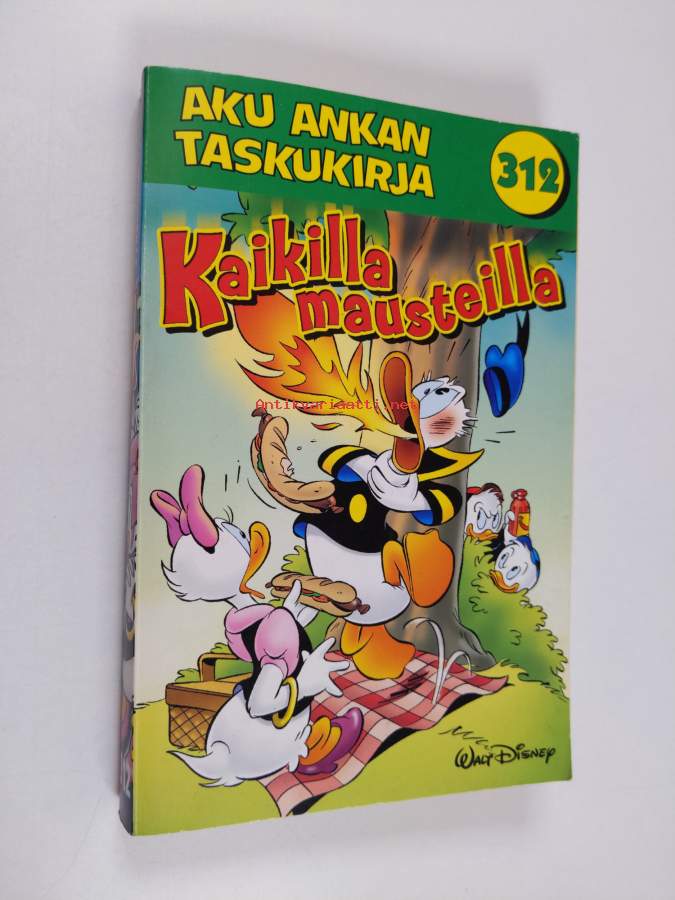 AKU ANKAN
TASKUKIRJA
312
Kaikilla
mausteilla
Antikvariaatti.net
WALT DISNEY